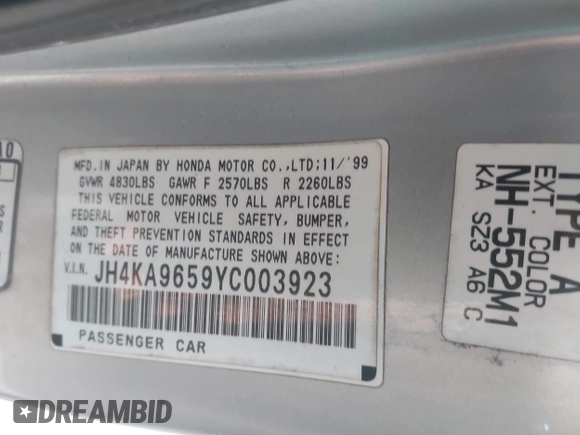 MFD.IN JAPAN BY HONDA MOTOR CO.,LTD;11/'99
GVWR 4830LBS GAWR F 2570LBS R 2260LBS
THIS VEHICLE CONFORMS TO ALL APPLICABLE
FEDERAL MOTOR VEHICLE SAFETY, BUMPER,
AND THEFT PREVENTION STANDARDS IN EFFECT
ON THE DATE OF MANUFACTURE SHOWN ABOVE:
V.I.N. JH4KA9659YC003923
PASSENGER CAR
TYPE A
EXT. COLOR
NH-552M1
KA SZ3 A6 C
DREAMBID